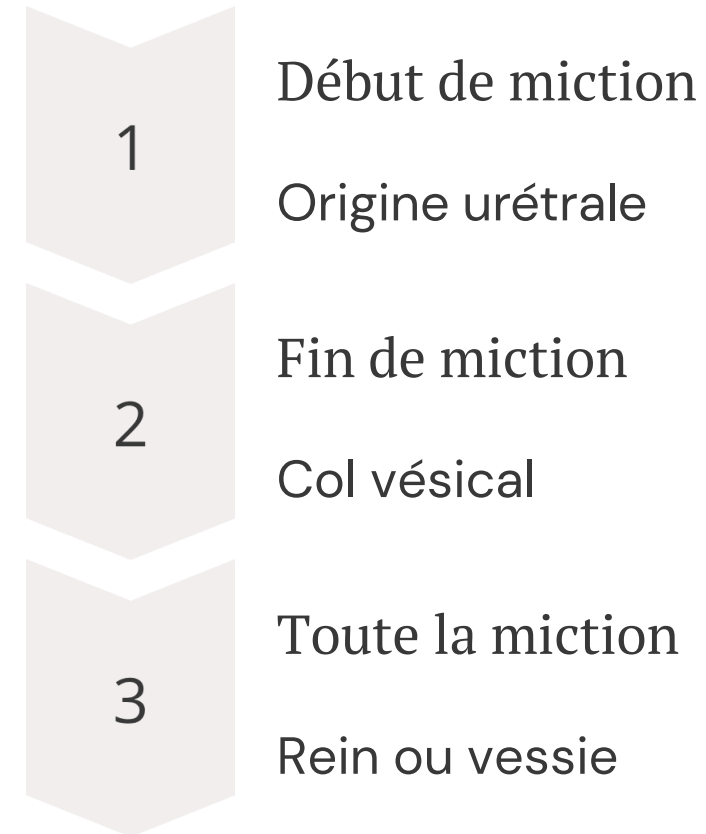 1
Début de miction
Origine urétrale
2
Fin de miction
Col vésical
3
Toute la miction
Rein ou vessie